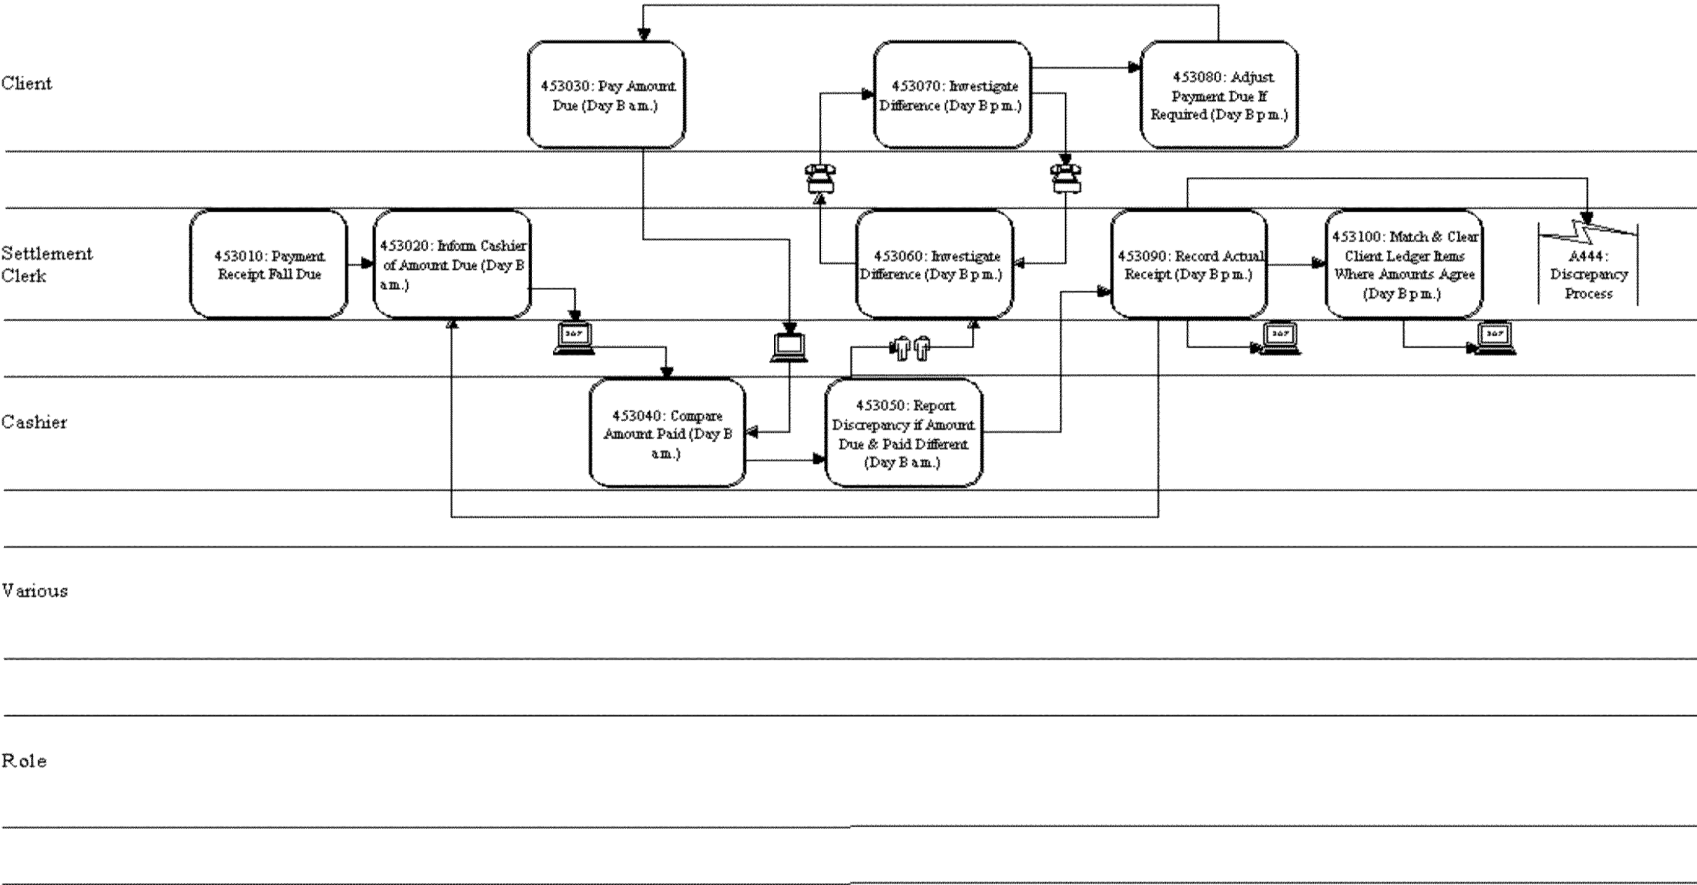 Client
453030: Pay Amount
Due (Day B a.m.)
453070: Investigate
Difference (Day B p.m.)
453080: Adjust
Payment Due If
Required (Day B p.m.)
Settlement
Clerk
453010: Payment
Receipt Fall Due
453020: Inform Cashier
of Amount Due (Day B
a.m.)
453060: Investigate
Difference (Day B p.m.)
453090: Record Actual
Receipt (Day B p.m.)
453100: Match & Clear
Client Ledger Items
Where Amounts Agree
(Day B p.m.)
A444:
Discrepancy
Process
Cashier
453040: Compare
Amount Paid (Day B
a.m.)
453050: Report
Discrepancy if Amount
Due & Paid Different
(Day B a.m.)
Various
Role